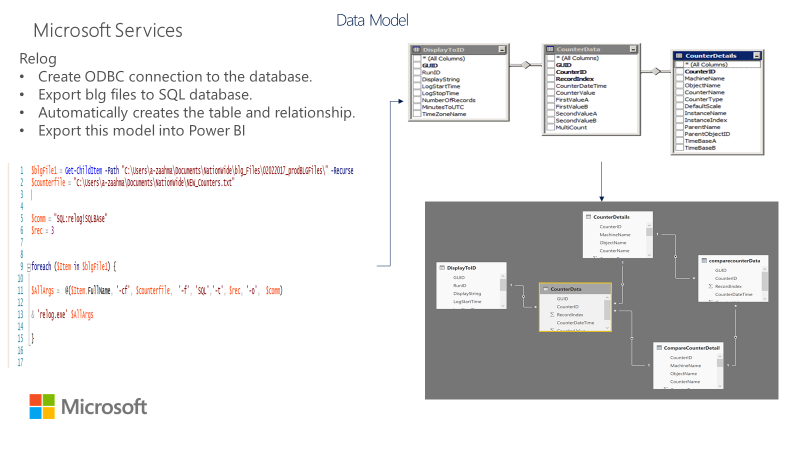 Data Model
Microsoft Services
Relog
• Create ODBC connection to the database.
• Export blg files to SQL database.
• Automatically creates the table and relationship.
• Export this model into Power BI
1 $blgFile1 = Get-ChildItem -Path "C:\Users\a-zaahma\Documents\NationWide\blg_Files\02022017_prodBLGFiles\" -Recurse
2 $counterfile = "C:\Users\a-zaahma\Documents\NationWide\NEW_Counters.txt"
3
4
5 $comm = "SQL:relog!SQLBAse"
6 $rec = 3
7
8
9 foreach ($Item in $blgFile1) {
10
11 $AllArgs = @($Item.FullName, '-cf', $counterfile, '-f', 'SQL','-t', $rec, '-o', $comm)
12
13 & 'relog.exe' $AllArgs
14
15 }
16
17
Microsoft
DisplayToID
* (All Columns)
GUID
RunID
DisplayString
LogStartTime
LogStopTime
NumberOfRecords
MinutesToUTC
TimeZoneName
CounterData
* (All Columns)
GUID
CounterID
RecordIndex
CounterDateTime
CounterValue
FirstValueA
FirstValueB
SecondValueA
SecondValueB
MultiCount
CounterDetails
* (All Columns)
CounterID
MachineName
ObjectName
CounterName
CounterType
DefaultScale
InstanceName
InstanceIndex
ParentName
ParentObjectID
TimeBaseA
TimeBaseB
CounterDetails
CounterID
MachineName
ObjectName
CounterName
DisplayToID
GUID
RunID
DisplayString
LogStartTime
CounterData
GUID
CounterID
Σ RecordIndex
CounterDateTime
comparecounterData
GUID
CounterID
Σ RecordIndex
CounterDateTime
CompareCounterDetail
CounterID
MachineName
ObjectName
CounterName